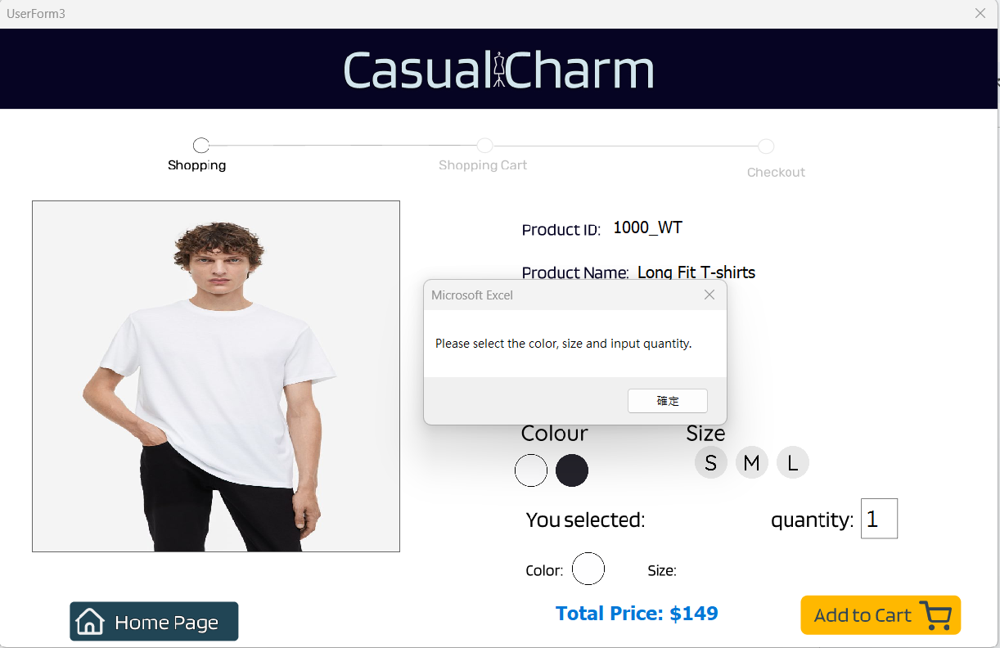 UserForm3
Casual Charm
Shopping
Shopping Cart
Checkout
Product ID: 1000_WT
Product Name: Long Fit T-shirts
Microsoft Excel
Please select the color, size and input quantity.
確定
Colour Size
S M L
You selected: quantity: 1
Color: Size:
Home Page
Total Price: $149
Add to Cart